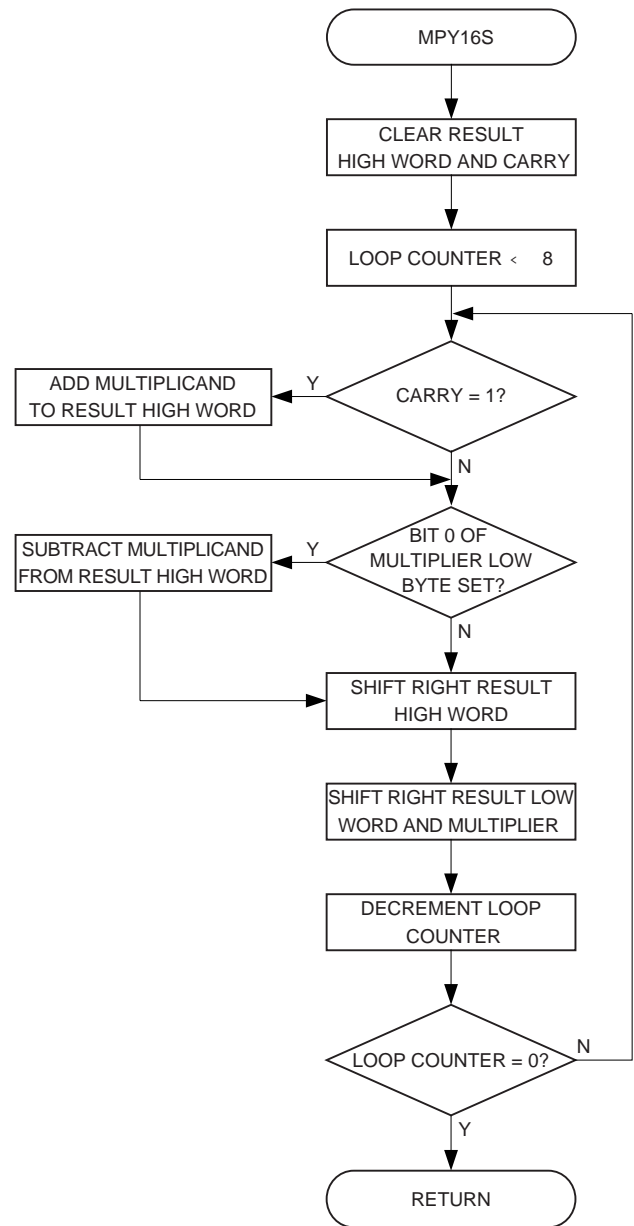 MPY16S
CLEAR RESULT
HIGH WORD AND CARRY
LOOP COUNTER < 8
CARRY = 1?
Y
ADD MULTIPLICAND
TO RESULT HIGH WORD
N
BIT 0 OF
MULTIPLIER LOW
BYTE SET?
Y
SUBTRACT MULTIPLICAND
FROM RESULT HIGH WORD
N
SHIFT RIGHT RESULT
HIGH WORD
SHIFT RIGHT RESULT LOW
WORD AND MULTIPLIER
DECREMENT LOOP
COUNTER
LOOP COUNTER = 0?
N
Y
RETURN